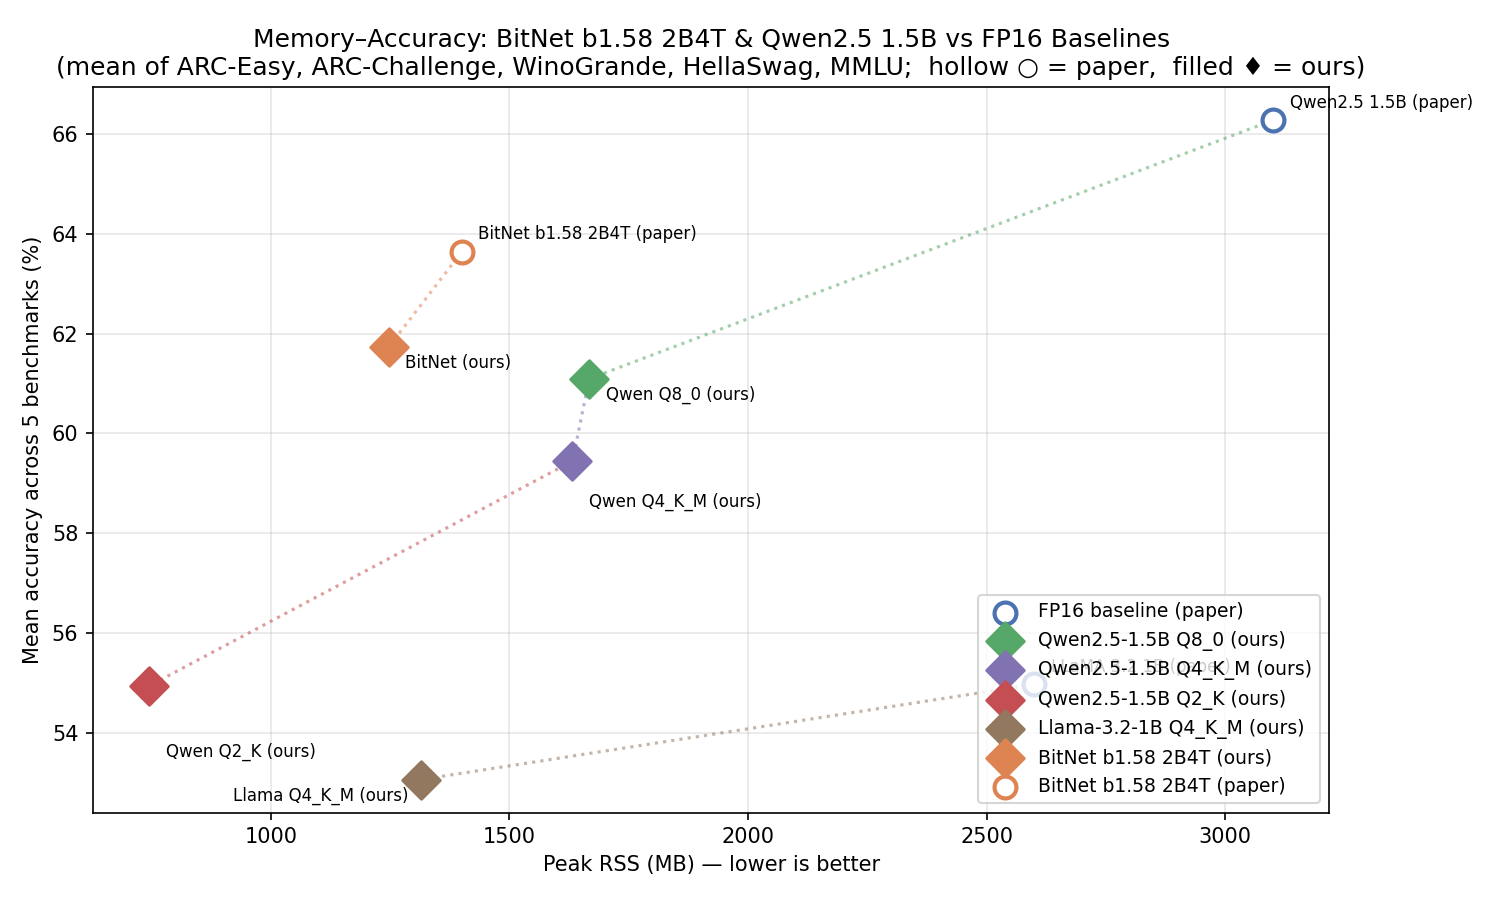 Memory–Accuracy: BitNet b1.58 2B4T & Qwen2.5 1.5B vs FP16 Baselines
(mean of ARC-Easy, ARC-Challenge, WinoGrande, HellaSwag, MMLU;  hollow ○ = paper,  filled ♦ = ours)
Mean accuracy across 5 benchmarks (%)
66
64
62
60
58
56
54
Qwen2.5 1.5B (paper)
BitNet b1.58 2B4T (paper)
BitNet (ours)
Qwen Q8_0 (ours)
Qwen Q4_K_M (ours)
Qwen Q2_K (ours)
Llama Q4_K_M (ours)
FP16 baseline (paper)
Qwen2.5-1.5B Q8_0 (ours)
Qwen2.5-1.5B Q4_K_M (ours)
Qwen2.5-1.5B Q2_K (ours)
Llama-3.2-1B Q4_K_M (ours)
BitNet b1.58 2B4T (ours)
BitNet b1.58 2B4T (paper)
1000
1500
2000
2500
3000
Peak RSS (MB) — lower is better